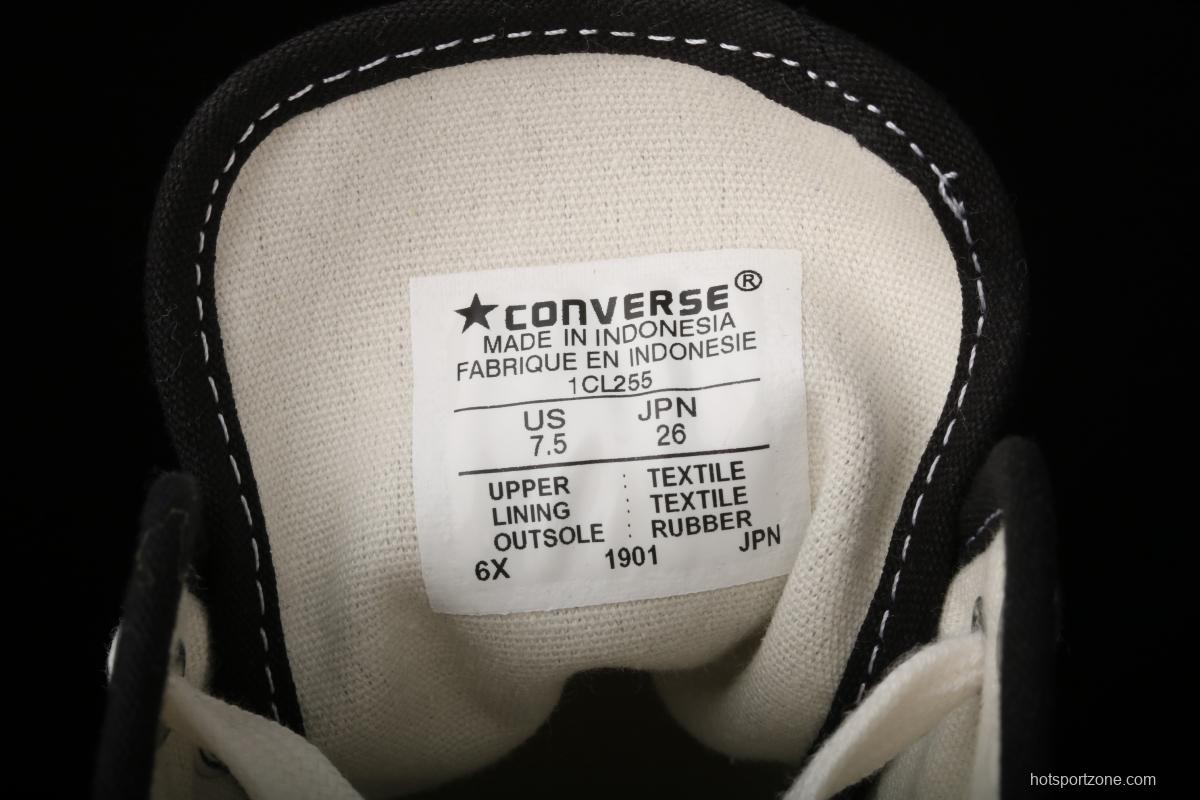 ★CONVERSE®
MADE IN INDONESIA
FABRIQUE EN INDONESIE
1CL255
US JPN
7.5 26
UPPER : TEXTILE
LINING : TEXTILE
OUTSOLE : RUBBER
6X 1901 JPN
hotsportzone.com